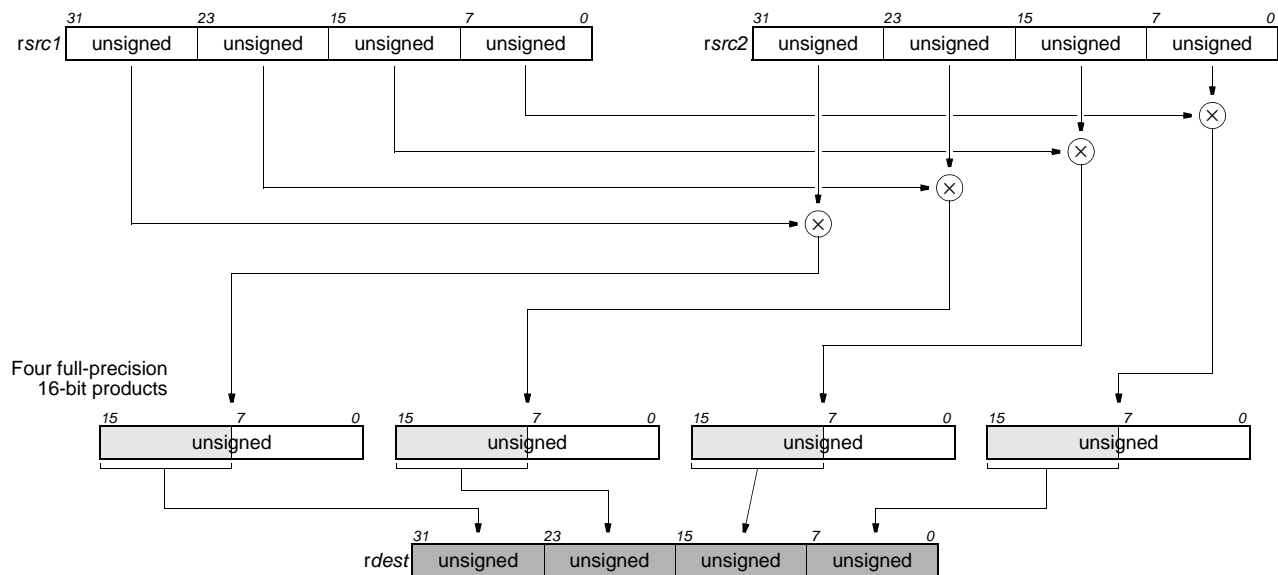 31 23 15 7 0 31 23 15 7 0
rsrc1 unsigned unsigned unsigned unsigned rsrc2 unsigned unsigned unsigned unsigned
×
×
×
×
Four full-precision
16-bit products
15 7 0 15 7 0 15 7 0 15 7 0
unsigned unsigned unsigned unsigned
31 23 15 7 0
rdest unsigned unsigned unsigned unsigned